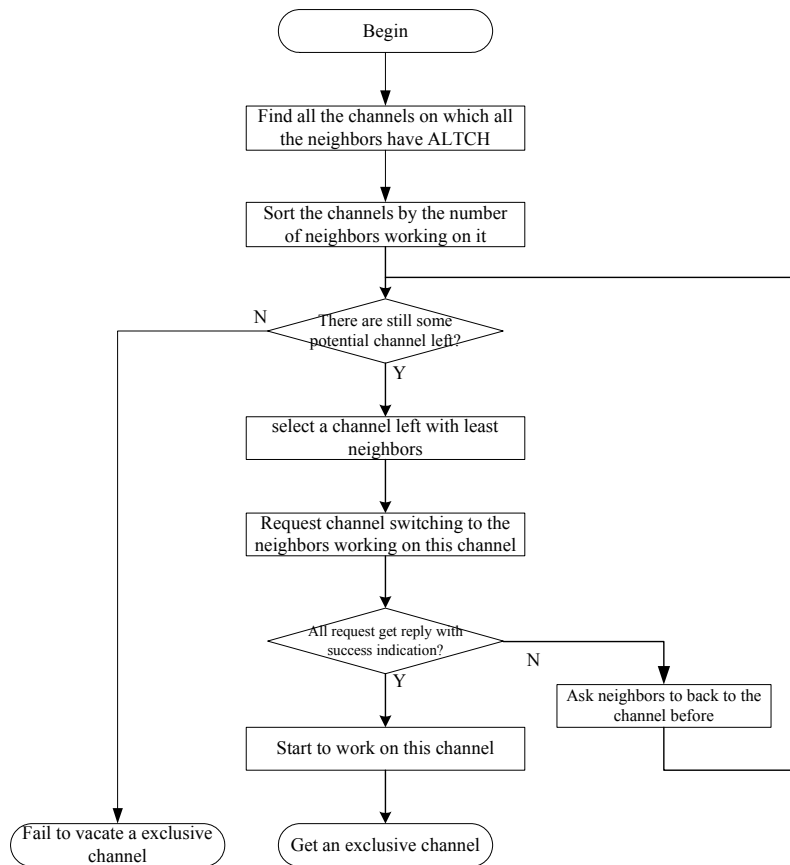 Begin
Find all the channels on which all
the neighbors have ALTCH
Sort the channels by the number
of neighbors working on it
N
There are still some
potential channel left?
Y
select a channel left with least
neighbors
Request channel switching to the
neighbors working on this channel
All request get reply with
success indication?
N
Y
Ask neighbors to back to the
channel before
Start to work on this channel
Fail to vacate a exclusive
channel
Get an exclusive channel